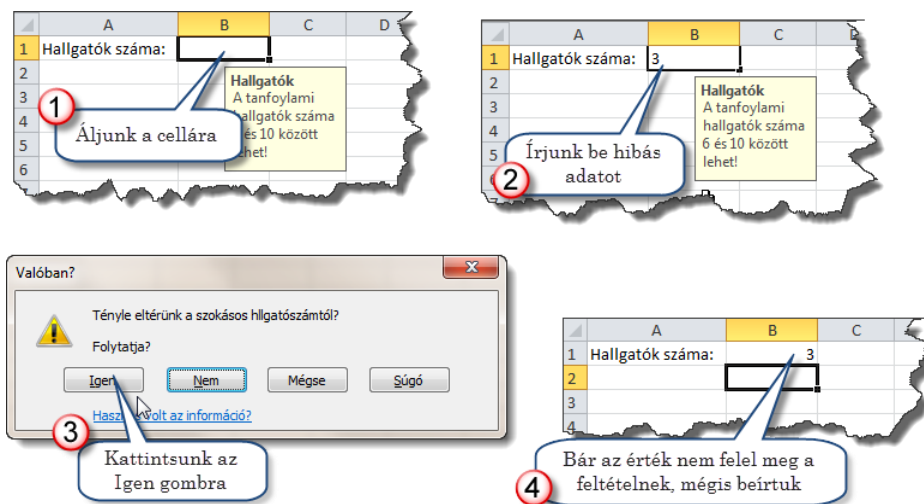 A B C D
1 Hallgatók száma:
2
3
4
5
6
Hallgatók
A tanfoylami
hallgatók száma
és 10 között
lehet!
1
Áljunk a cellára
A B C
1 Hallgatók száma: 3
2
3
4
5
Hallgatók
A tanfoylami
hallgatók száma
6 és 10 között
lehet!
2
Írjunk be hibás
adatot
Valóban?
Tényle eltérünk a szokásos hllgatószámtól?
Folytatja?
Igen Nem Mégse Súgó
volt az információ?
3
Kattintsunk az
Igen gombra
A B C
1 Hallgatók száma: 3
2
3
4
4
Bár az érték nem felel meg a
feltételnek, mégis beírtuk